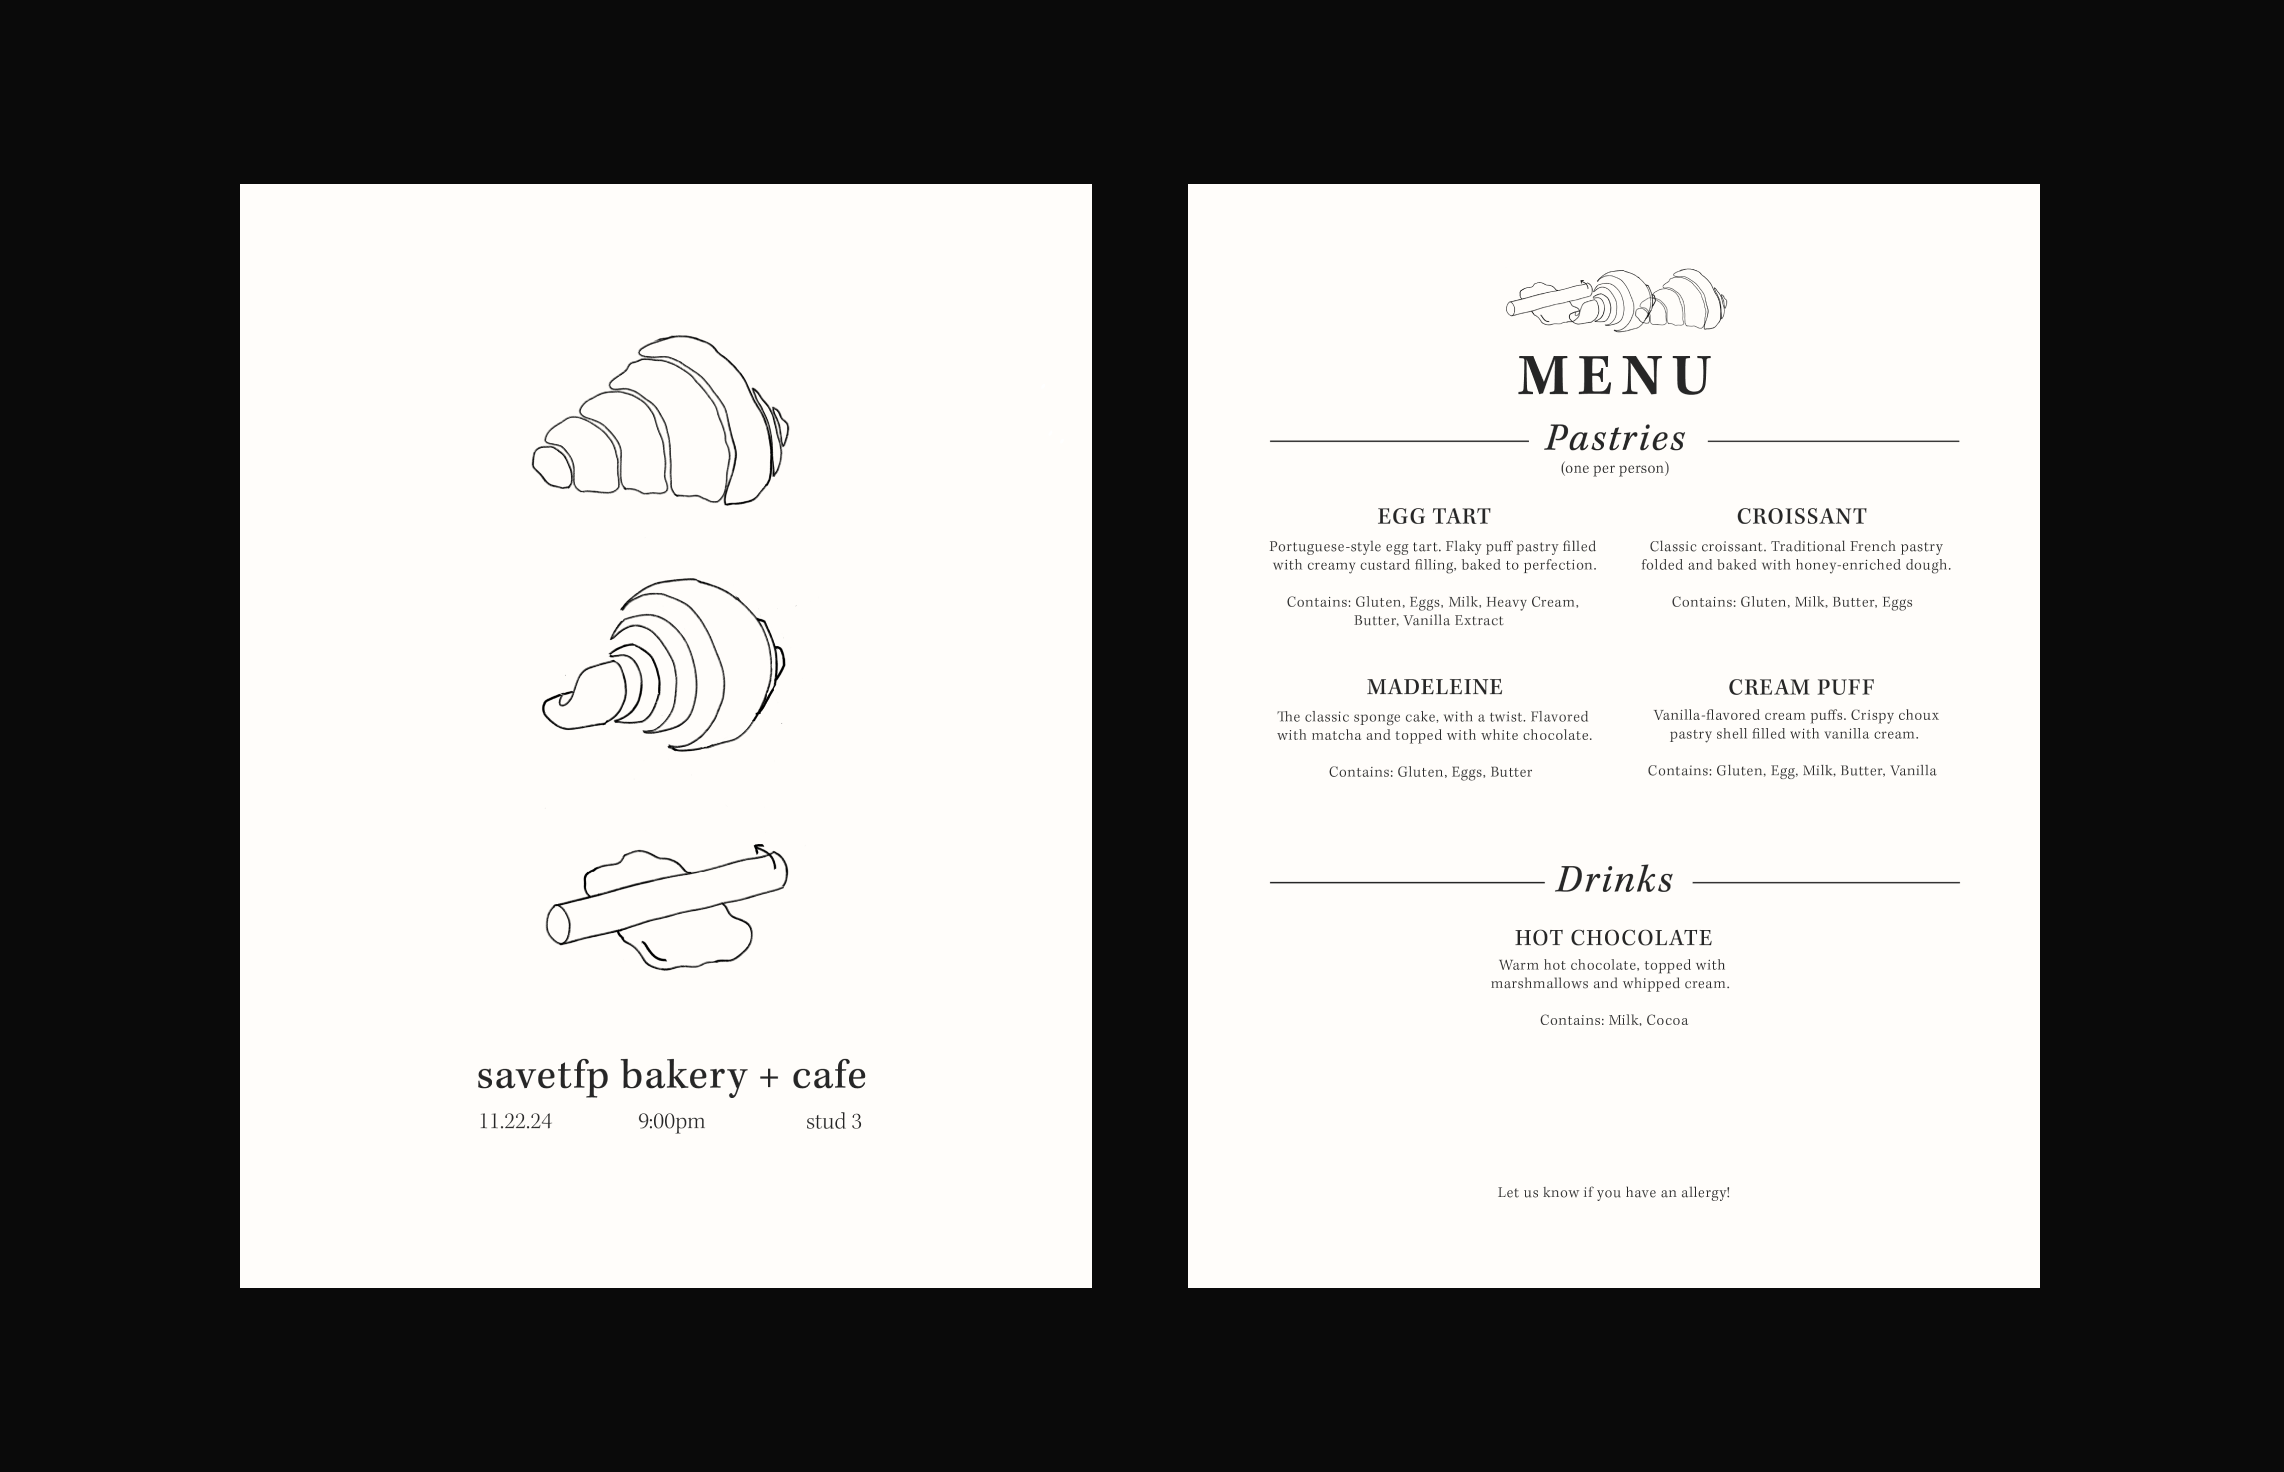 savetfp bakery + cafe
11.22.24 9:00pm stud 3
MENU
Pastries
(one per person)
EGG TART
Portuguese-style egg tart. Flaky puff pastry filled
with creamy custard filling, baked to perfection.
Contains: Gluten, Eggs, Milk, Heavy Cream,
Butter, Vanilla Extract
CROISSANT
Classic croissant. Traditional French pastry
folded and baked with honey-enriched dough.
Contains: Gluten, Milk, Butter, Eggs
MADELEINE
The classic sponge cake, with a twist. Flavored
with matcha and topped with white chocolate.
Contains: Gluten, Eggs, Butter
CREAM PUFF
Vanilla-flavored cream puffs. Crispy choux
pastry shell filled with vanilla cream.
Contains: Gluten, Egg, Milk, Butter, Vanilla
Drinks
HOT CHOCOLATE
Warm hot chocolate, topped with
marshmallows and whipped cream.
Contains: Milk, Cocoa
Let us know if you have an allergy!